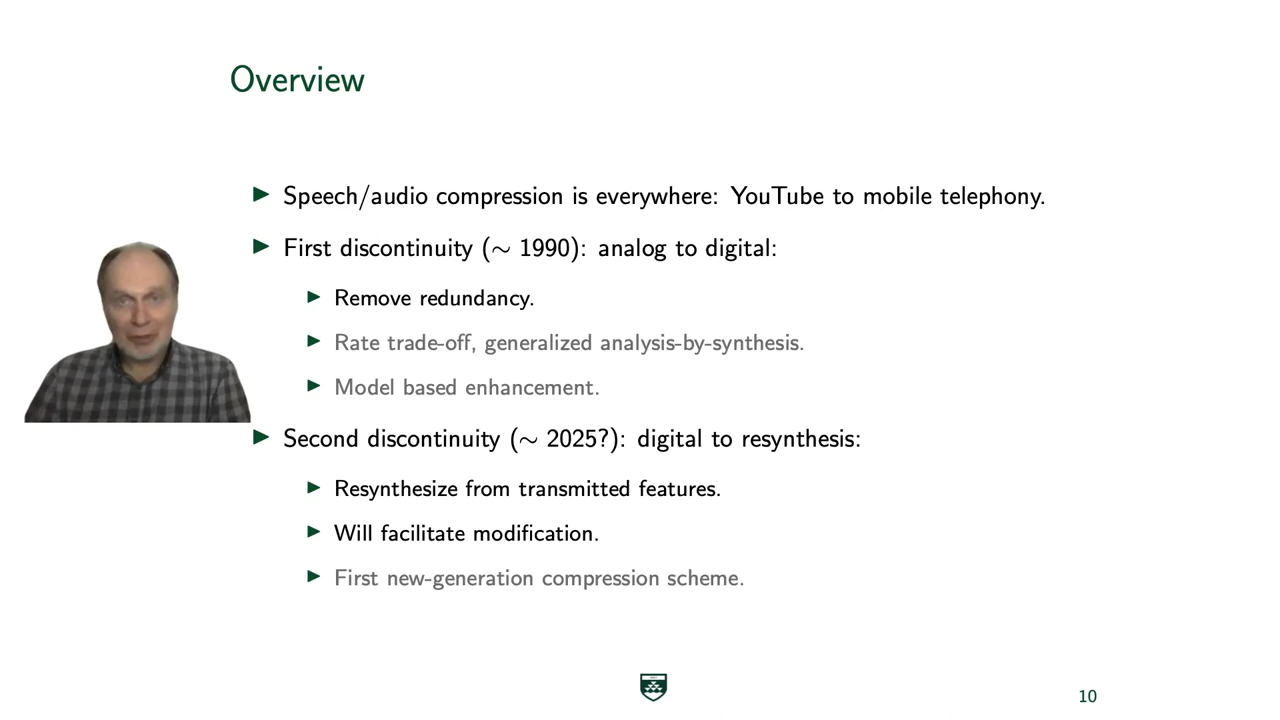 Overview
▶ Speech/audio compression is everywhere: YouTube to mobile telephony.
▶ First discontinuity (∼ 1990): analog to digital:
▶ Remove redundancy.
▶ Rate trade-off, generalized analysis-by-synthesis.
▶ Model based enhancement.
▶ Second discontinuity (∼ 2025?): digital to resynthesis:
▶ Resynthesize from transmitted features.
▶ Will facilitate modification.
▶ First new-generation compression scheme.
10